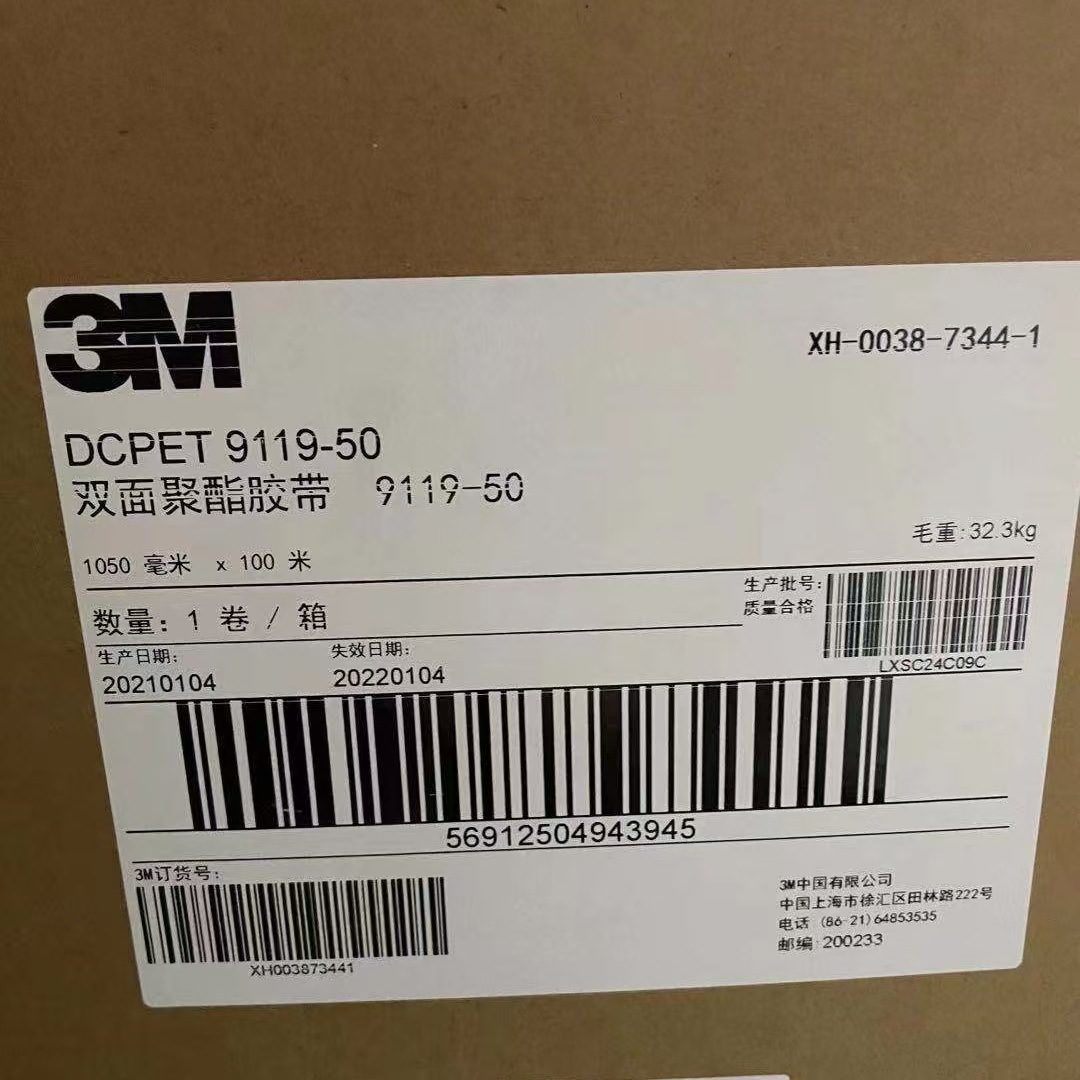 3M
XH-0038-7344-1
DCPET 9119-50
双面聚酯胶带 9119-50
毛重:32.3kg
1050 毫米 x 100 米
数量: 1 卷 / 箱
生产批号:
质量合格
LXSC24C09C
生产日期:
失效日期:
20210104
20220104
56912504943945
3M订货号:
XH003873441
3M中国有限公司
中国上海市徐汇区田林路222号
电话 (86-21)64853535
邮编 200233